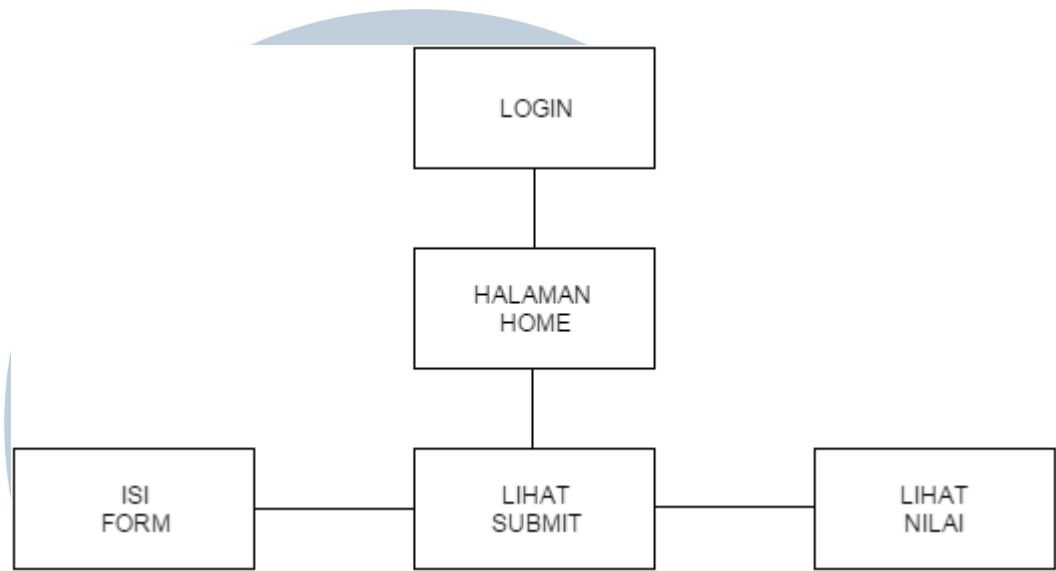 LOGIN
HALAMAN
HOME
ISI
FORM
LIHAT
SUBMIT
LIHAT
NILAI